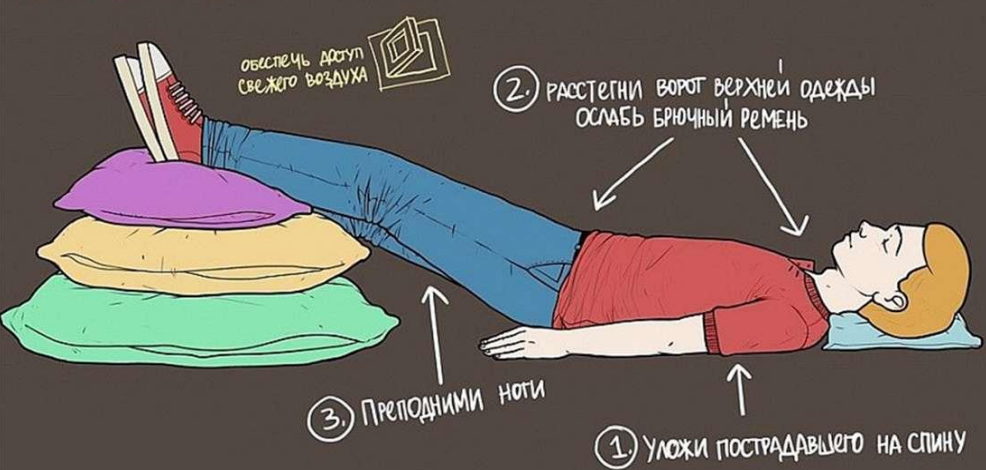 обеспечь доступ
свежего воздуха
2. Расстегни ворот верхней одежды
ослабь брючный ремень
3. Преподними ноги
1. Уложи пострадавшего на спину